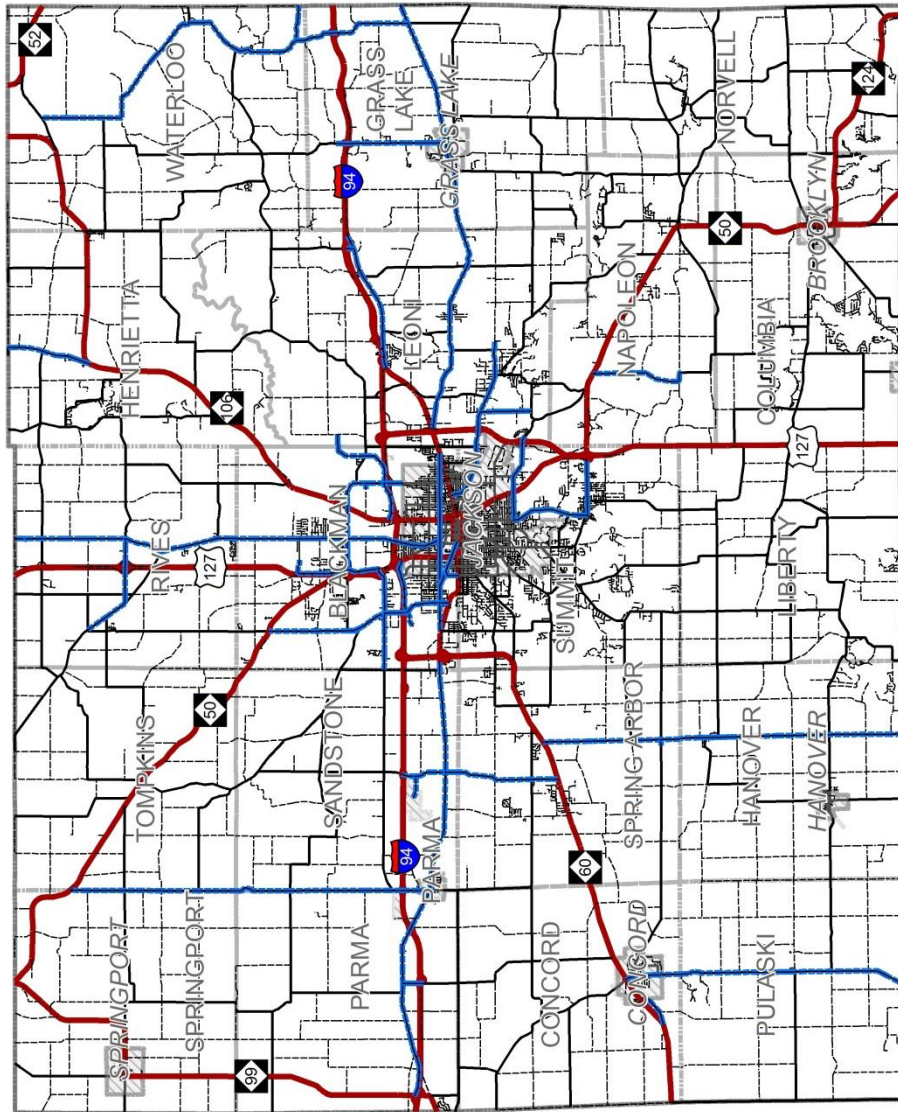 52
SPRINGPORT
TOMPKINS
RIVES
HENRIETTA
WATERLOO
SPRINGPORT
50
127
106
99
PARMA
SANDSTONE
BLACKMAN
94
GRASS
LAKE
94
PARMA
LEONI
GRASS LAKE
JACKSON
CONCORD
SUMMIT
60
CONCORD
SPRING ARBOR
NAPOLEON
50
NORWELL
PULASKI
HANOVER
LIBERTY
COLUMBIA
127
HANOVER
BROOKLYN
124